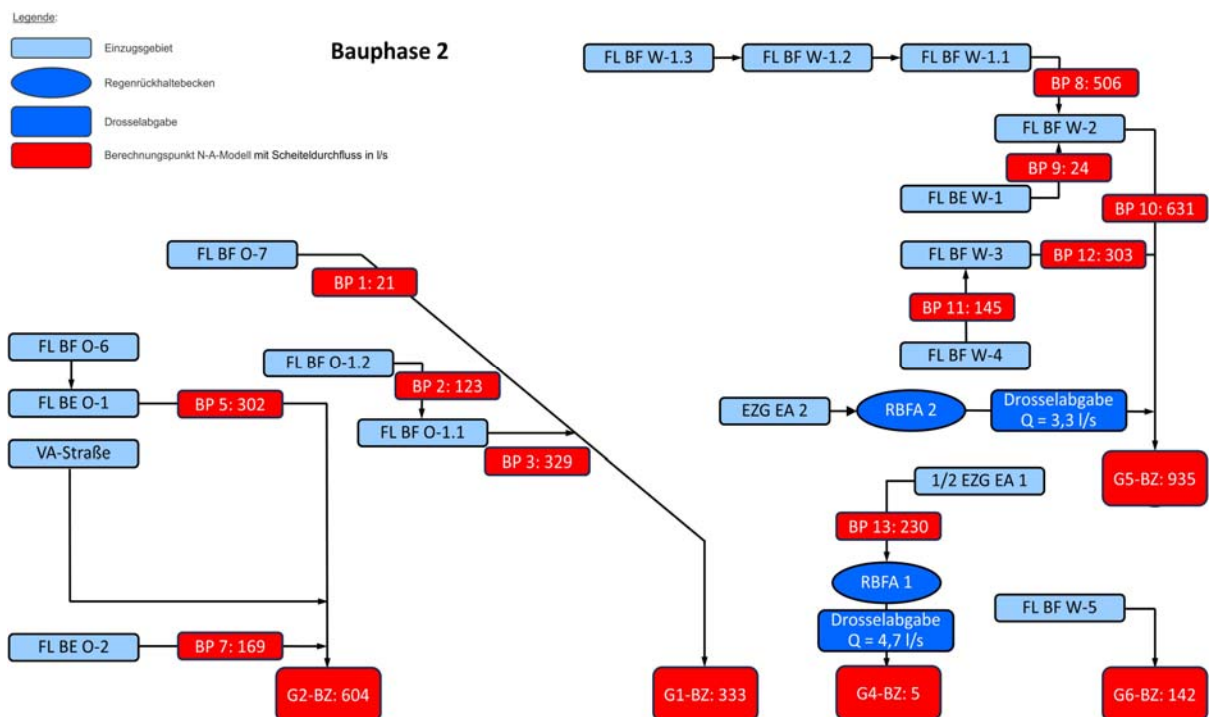 Legende:
Einzugsgebiet
Regenrückhaltebecken
Drosselabgabe
Berechnungspunkt N-A-Modell mit Scheiteldurchfluss in l/s
Bauphase 2
FL BF W-1.3
FL BF W-1.2
FL BF W-1.1
BP 8: 506
FL BF W-2
BP 9: 24
FL BE W-1
BP 10: 631
FL BF W-3
BP 12: 303
BP 11: 145
FL BF W-4
EZG EA 2
RBFA 2
Drosselabgabe
Q = 3,3 l/s
G5-BZ: 935
FL BF O-7
BP 1: 21
FL BF O-6
FL BE O-1
BP 5: 302
VA-Straße
FL BF O-1.2
BP 2: 123
FL BF O-1.1
BP 3: 329
FL BE O-2
BP 7: 169
G2-BZ: 604
G1-BZ: 333
1/2 EZG EA 1
BP 13: 230
RBFA 1
Drosselabgabe
Q = 4,7 l/s
G4-BZ: 5
FL BF W-5
G6-BZ: 142